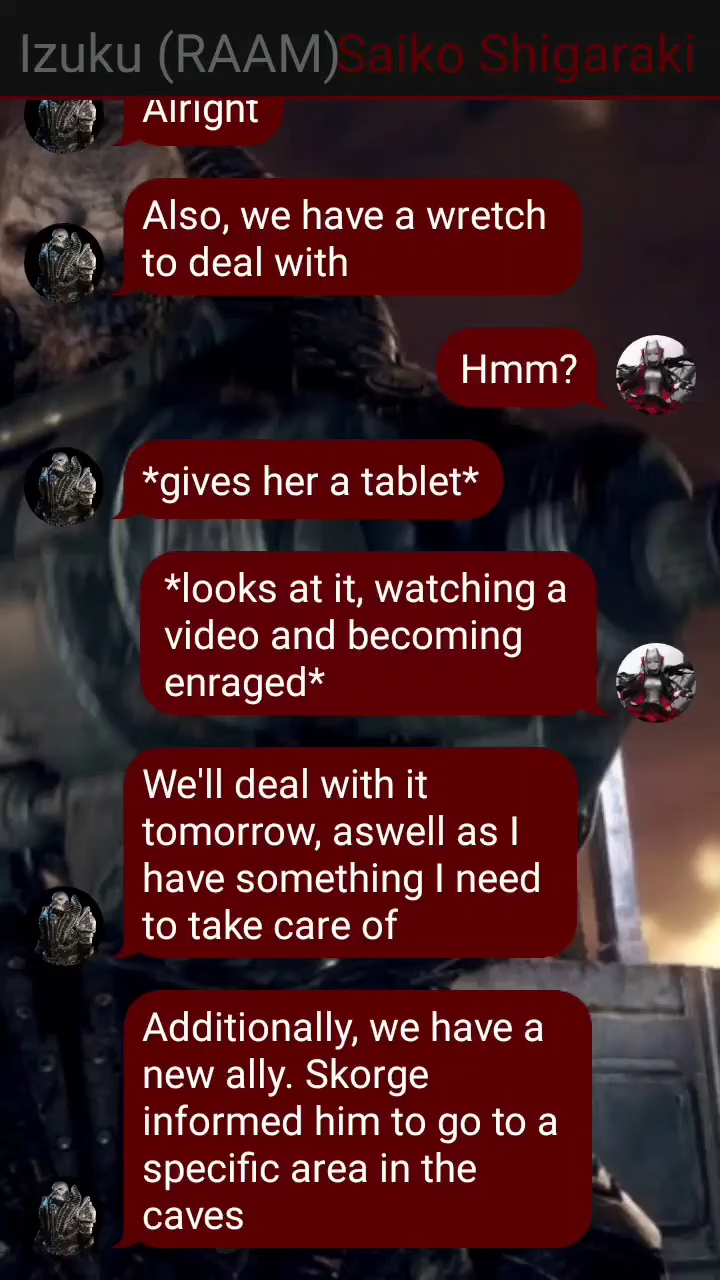 Izuku (RAAM) Saiko Shigaraki
Alright
Also, we have a wretch
to deal with
Hmm?
*gives her a tablet*
*looks at it, watching a
video and becoming
enraged*
We'll deal with it
tomorrow, aswell as I
have something I need
to take care of
Additionally, we have a
new ally. Skorge
informed him to go to a
specific area in the
caves